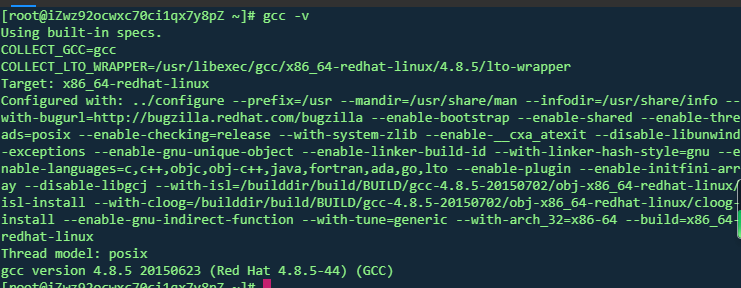 [root@iZwz92ocwxc70ci1qx7y8pZ ~]# gcc -v
Using built-in specs.
COLLECT_GCC=gcc
COLLECT_LTO_WRAPPER=/usr/libexec/gcc/x86_64-redhat-linux/4.8.5/lto-wrapper
Target: x86_64-redhat-linux
Configured with: ../configure --prefix=/usr --mandir=/usr/share/man --infodir=/usr/share/info --
with-bugurl=http://bugzilla.redhat.com/bugzilla --enable-bootstrap --enable-shared --enable-thre
ads=posix --enable-checking=release --with-system-zlib --enable-__cxa_atexit --disable-libunwind
-exceptions --enable-gnu-unique-object --enable-linker-build-id --with-linker-hash-style=gnu --e
nable-languages=c,c++,objc,obj-c++,java,fortran,ada,go,lto --enable-plugin --enable-initfini-arr
ay --disable-libgcj --with-isl=/builddir/build/BUILD/gcc-4.8.5-20150702/obj-x86_64-redhat-linux/
isl-install --with-cloog=/builddir/build/BUILD/gcc-4.8.5-20150702/obj-x86_64-redhat-linux/cloog-
install --enable-gnu-indirect-function --with-tune=generic --with-arch_32=x86-64 --build=x86_64-
redhat-linux
Thread model: posix
gcc version 4.8.5 20150623 (Red Hat 4.8.5-44) (GCC)
[root@iZwz92ocwxc70ci1qx7y8pZ ~]#